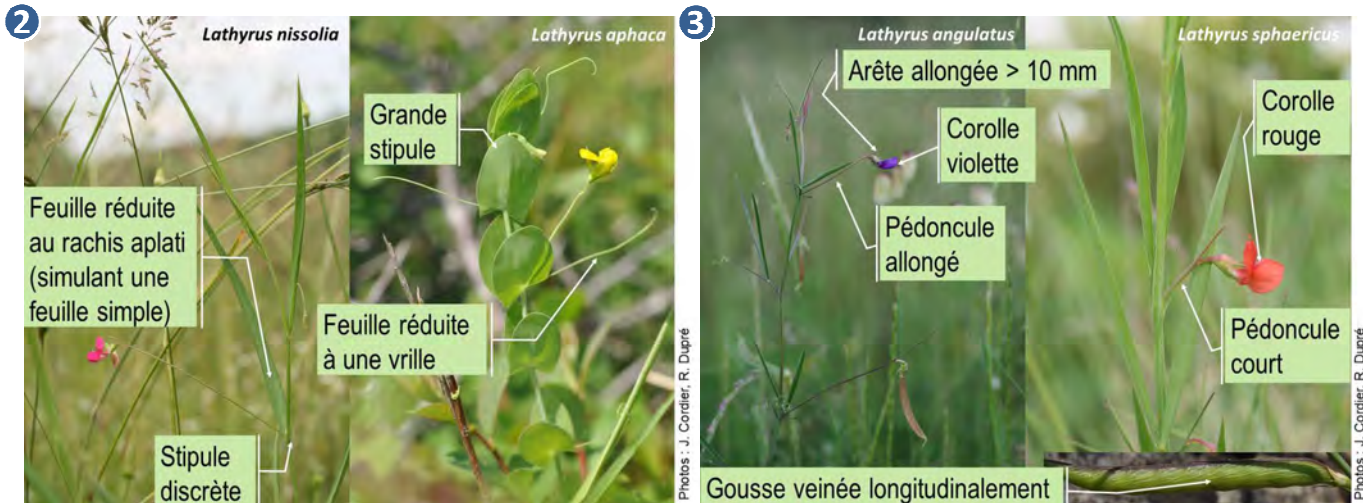 2
Lathyrus nissolia
Feuille réduite
au rachis aplati
(simulant une
feuille simple)
Stipule
discrète
Lathyrus aphaca
Grande
stipule
Feuille réduite
à une vrille
Photos : J. Cordier, R. Dupré
3
Lathyrus angulatus
Arête allongée > 10 mm
Corolle
violette
Pédoncule
allongé
Lathyrus sphaericus
Corolle
rouge
Pédoncule
court
Gousse veinée longitudinalement
Photos : J. Cordier, R. Dupré